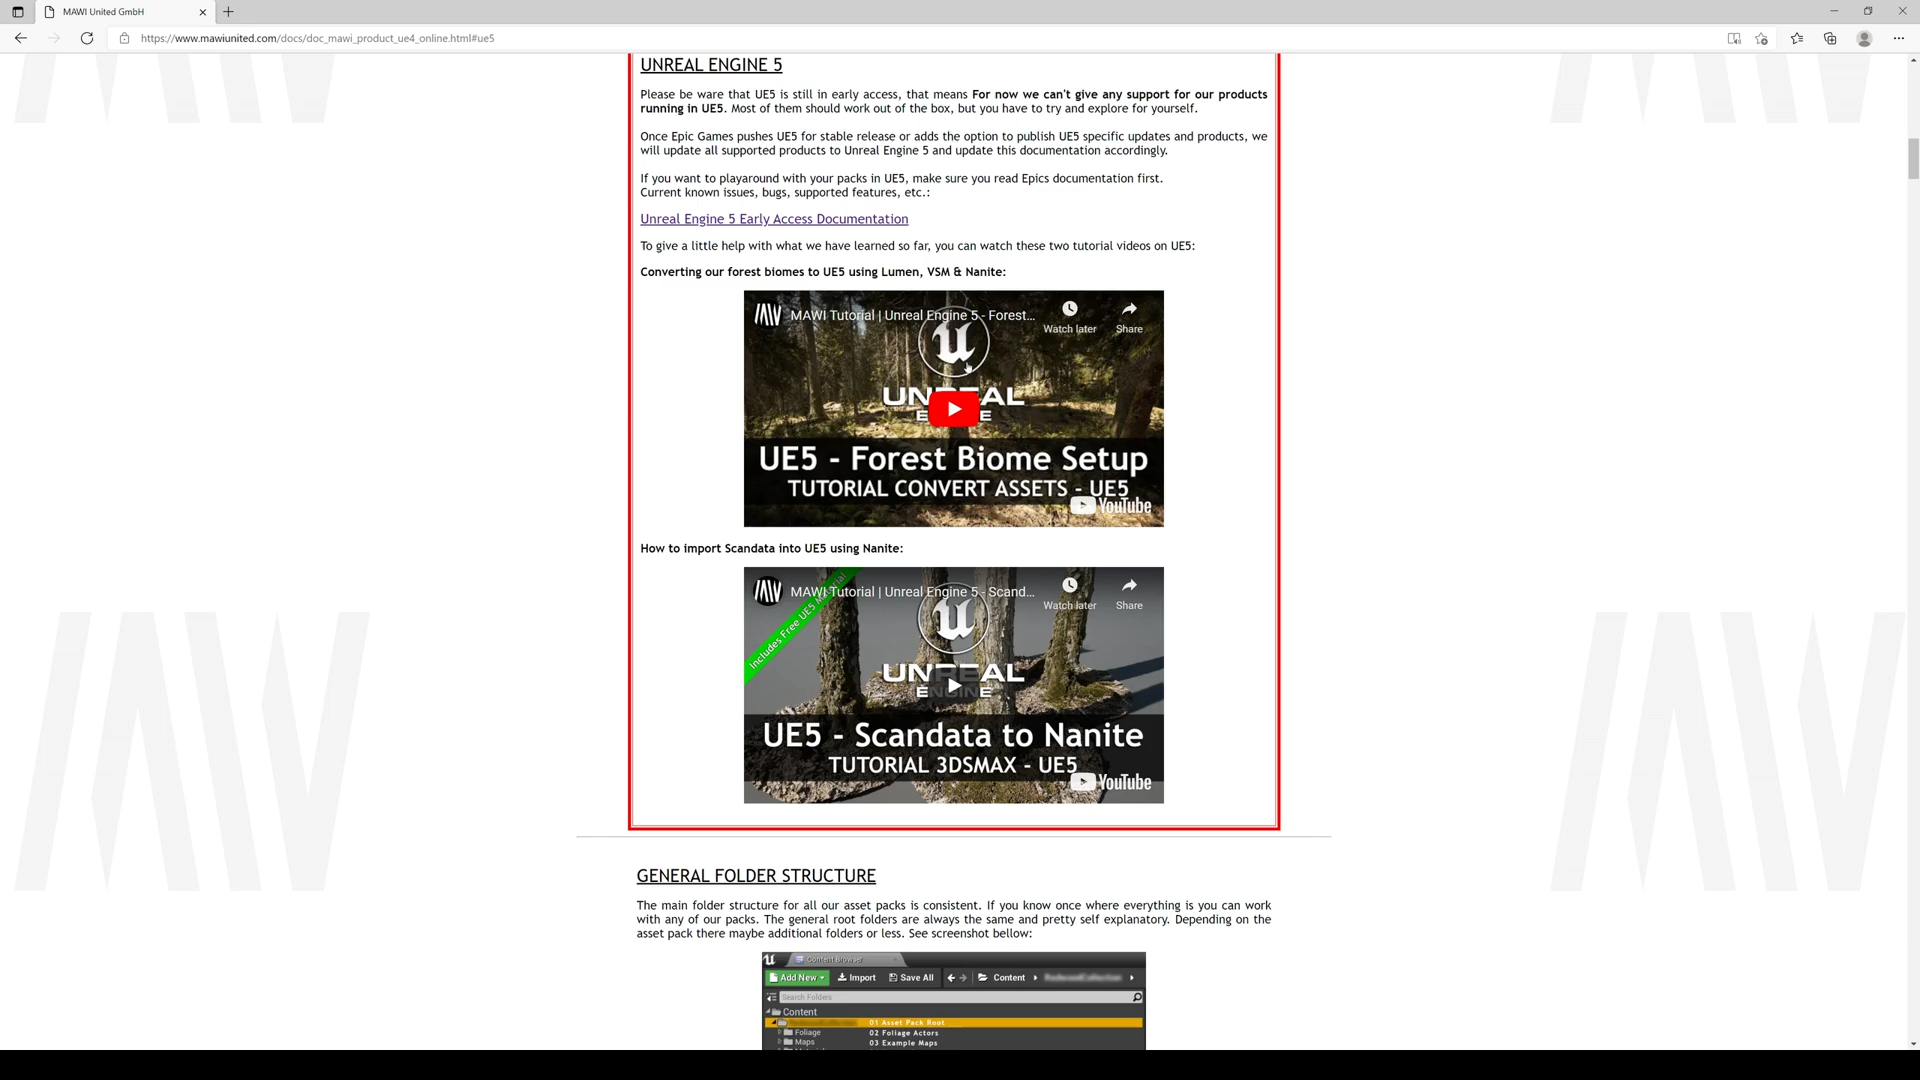 MAWI United GmbH
https://www.mawiunited.com/docs/doc_mawi_product_ue4_online.html#ue5
UNREAL ENGINE 5
Please be ware that UE5 is still in early access, that means For now we can't give any support for our products
running in UE5. Most of them should work out of the box, but you have to try and explore for yourself.
Once Epic Games pushes UE5 for stable release or adds the option to publish UE5 specific updates and products, we
will update all supported products to Unreal Engine 5 and update this documentation accordingly.
If you want to playaround with your packs in UE5, make sure you read Epics documentation first.
Current known issues, bugs, supported features, etc.:
Unreal Engine 5 Early Access Documentation
To give a little help with what we have learned so far, you can watch these two tutorial videos on UE5:
Converting our forest biomes to UE5 using Lumen, VSM & Nanite:
MAWI Tutorial | Unreal Engine 5 - Forest...
Watch later
Share
UE5 - Forest Biome Setup
TUTORIAL CONVERT ASSETS - UE5
YouTube
How to import Scandata into UE5 using Nanite:
MAWI Tutorial | Unreal Engine 5 - Scand...
Watch later
Share
Includes Free UE5 Material
UE5 - Scandata to Nanite
TUTORIAL 3DSMAX - UE5
YouTube
GENERAL FOLDER STRUCTURE
The main folder structure for all our asset packs is consistent. If you know once where everything is you can work
with any of our packs. The general root folders are always the same and pretty self explanatory. Depending on the
asset pack there maybe additional folders or less. See screenshot bellow:
Content Browser
Add New
Import
Save All
Content
Search Folders
Content
01 Asset Pack Root
Foliage
02 Foliage Actors
Maps
03 Example Maps